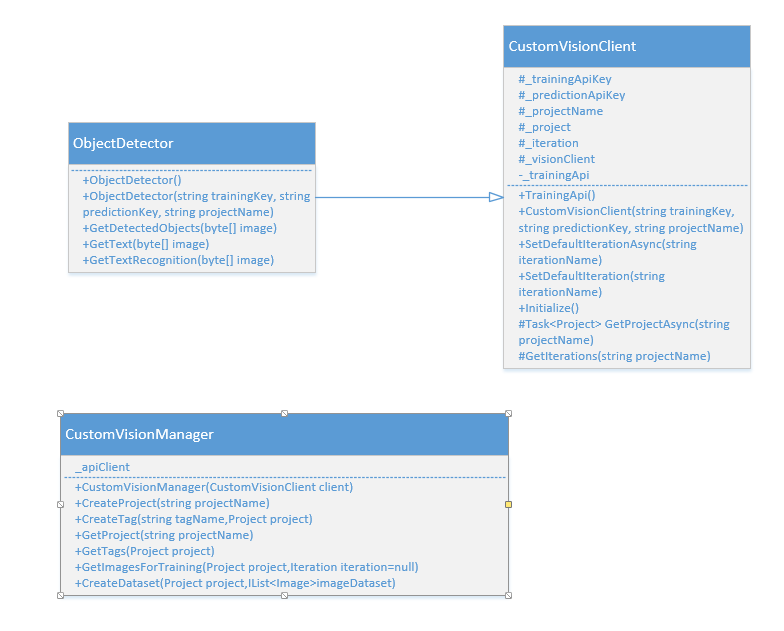 CustomVisionClient
#_trainingApiKey
#_predictionApiKey
#_projectName
#_project
#_iteration
#_visionClient
-_trainingApi
+TrainingApi()
+CustomVisionClient(string trainingKey,
string predictionKey, string projectName)
+SetDefaultIterationAsync(string
iterationName)
+SetDefaultIteration(string
iterationName)
+Initialize()
#Task<Project> GetProjectAsync(string
projectName)
#GetIterations(string projectName)
ObjectDetector
+ObjectDetector()
+ObjectDetector(string trainingKey, string
predictionKey, string projectName)
+GetDetectedObjects(byte[] image)
+GetText(byte[] image)
+GetTextRecognition(byte[] image)
CustomVisionManager
_apiClient
+CustomVisionManager(CustomVisionClient client)
+CreateProject(string projectName)
+CreateTag(string tagName,Project project)
+GetProject(string projectName)
+GetTags(Project project)
+GetImagesForTraining(Project project,Iteration iteration=null)
+CreateDataset(Project project,IList<Image>imageDataset)